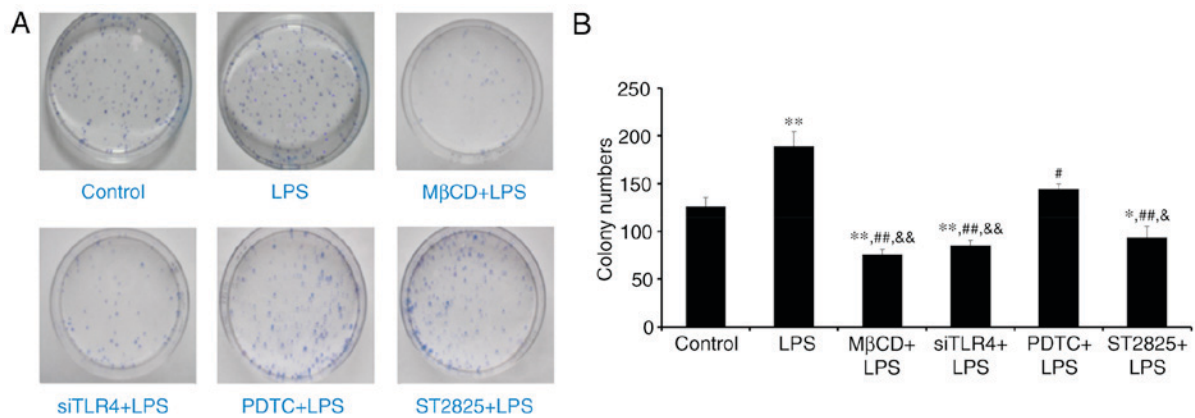 A
Control
LPS
MβCD+LPS
siTLR4+LPS
PDTC+LPS
ST2825+LPS
B
Colony numbers
250
200
150
100
50
0
**
**,##,&&
**,##,&&
#
*,##,&
Control
LPS
MβCD+
LPS
siTLR4+
LPS
PDTC+
LPS
ST2825+
LPS